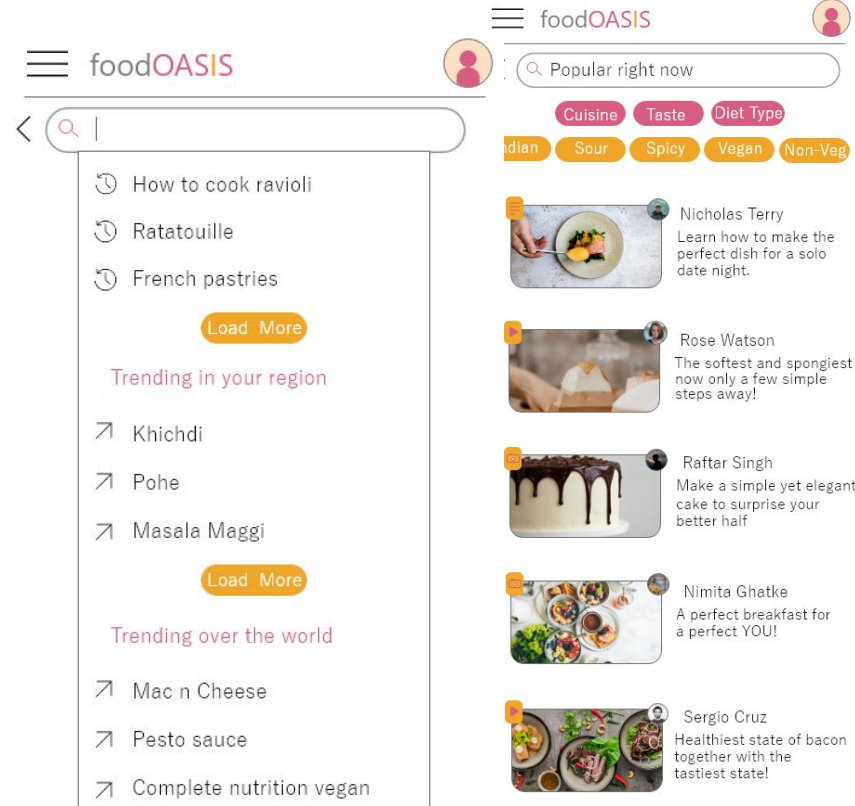 foodOASIS
How to cook ravioli
Ratatouille
French pastries
Load More
Trending in your region
Khichdi
Pohe
Masala Maggi
Load More
Trending over the world
Mac n Cheese
Pesto sauce
Complete nutrition vegan
foodOASIS
Popular right now
Cuisine Taste Diet Type
ndian Sour Spicy Vegan Non-Veg
Nicholas Terry
Learn how to make the
perfect dish for a solo
date night.
Rose Watson
The softest and spongiest
now only a few simple
steps away!
Raftar Singh
Make a simple yet elegant
cake to surprise your
better half
Nimita Ghatke
A perfect breakfast for
a perfect YOU!
Sergio Cruz
Healthiest state of bacon
together with the
tastiest state!